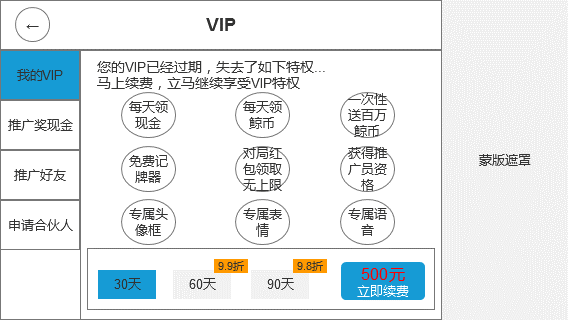 ←
VIP
我的VIP
推广奖现金
推广好友
申请合伙人
您的VIP已经过期，失去了如下特权...
马上续费，立马继续享受VIP特权
每天领
现金
每天领
鲸币
一次性
送百万
鲸币
免费记
牌器
对局红
包领取
无上限
获得推
广员资
格
专属头
像框
专属表
情
专属语
音
30天
9.9折
60天
9.8折
90天
500元
立即续费
蒙版遮罩